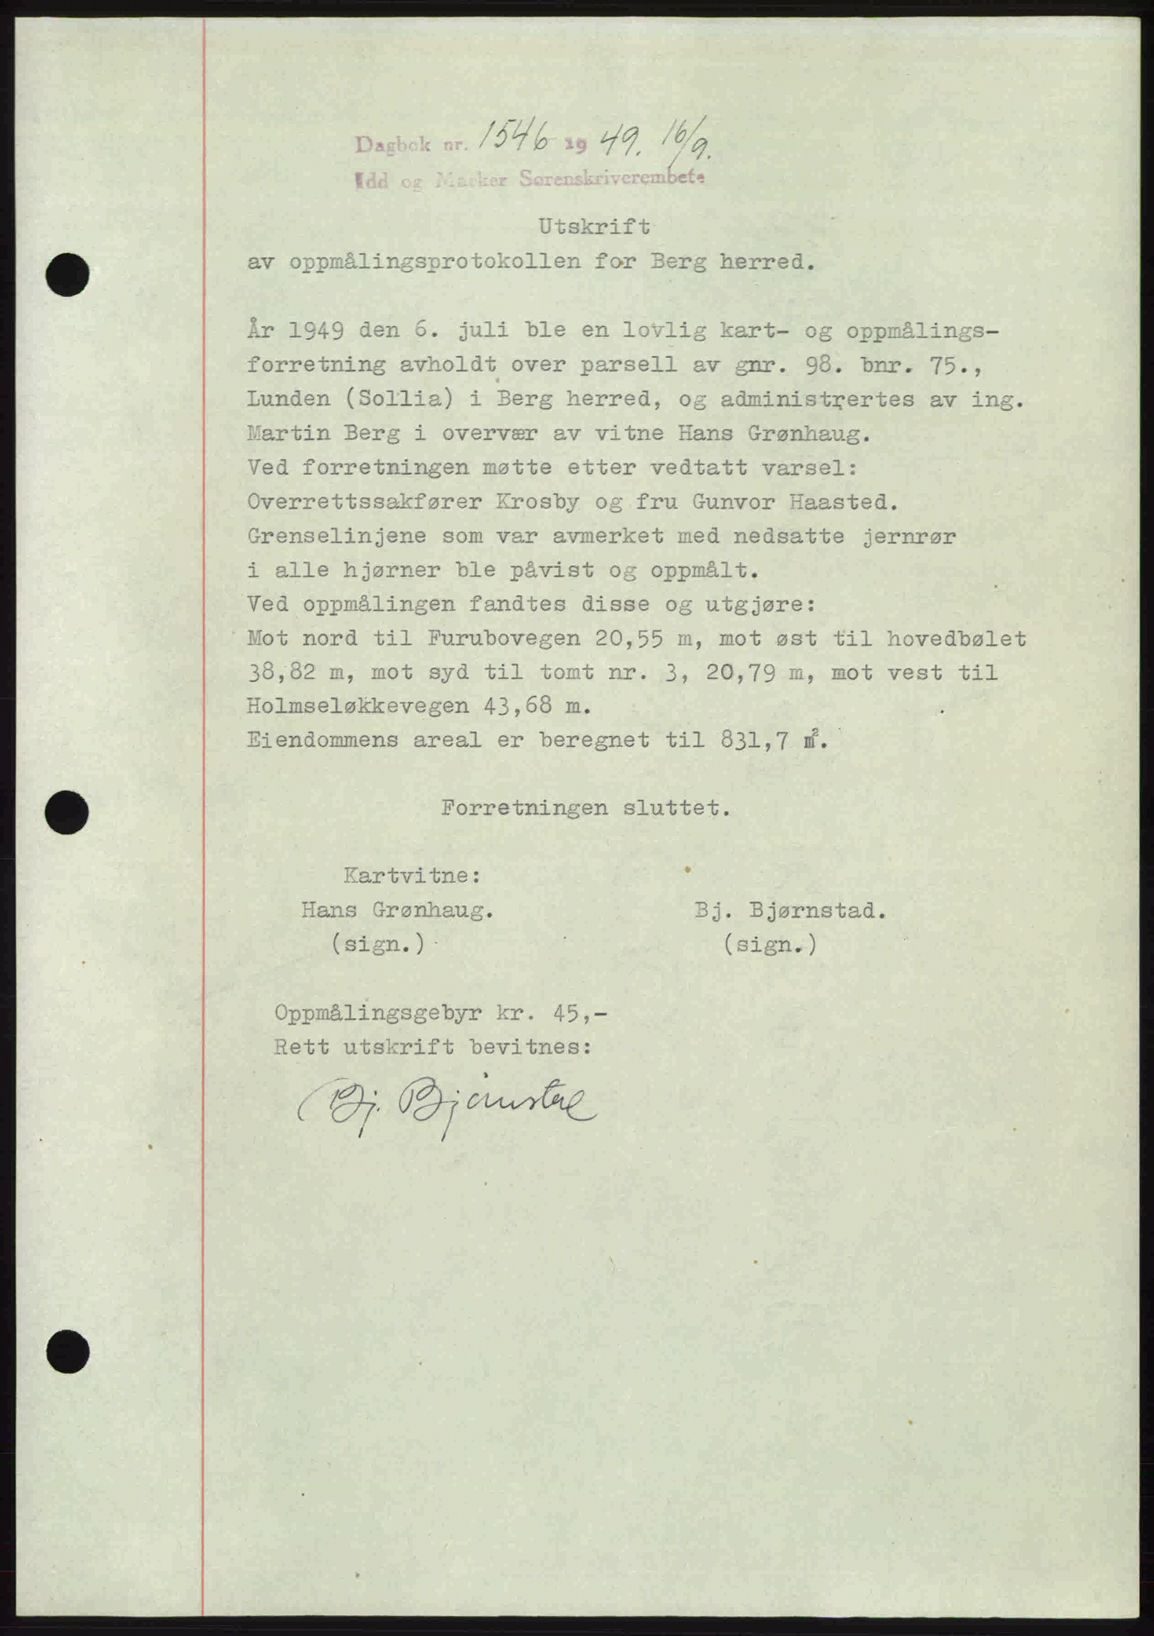 Dagbok nr. 1546 1949. 16/9.
Idd og Marker Sorenskriverembete
Utskrift
av oppmålingsprotokollen for Berg herred.
År 1949 den 6. juli ble en lovlig kart- og oppmålings-
forretning avholdt over parsell av gnr. 98. bnr. 75.,
Lunden (Sollia) i Berg herred, og administrertes av ing.
Martin Berg i overvær av vitne Hans Grønhaug.
Ved forretningen møtte etter vedtatt varsel:
Overrettssakfører Krosby og fru Gunvor Haasted.
Grenselinjene som var avmerket med nedsatte jernrør
i alle hjørner ble påvist og oppmålt.
Ved oppmålingen fandtes disse og utgjøre:
Mot nord til Furubovegen 20,55 m, mot øst til hovedbølet
38,82 m, mot syd til tomt nr. 3, 20,79 m, mot vest til
Holmseløkkevegen 43,68 m.
Eiendommens areal er beregnet til 831,7 m².
Forretningen sluttet.
Kartvitne:
Hans Grønhaug. Bj. Bjørnstad.
(sign.) (sign.)
Oppmålingsgebyr kr. 45,-
Rett utskrift bevitnes:
Bj. Bjørnstad